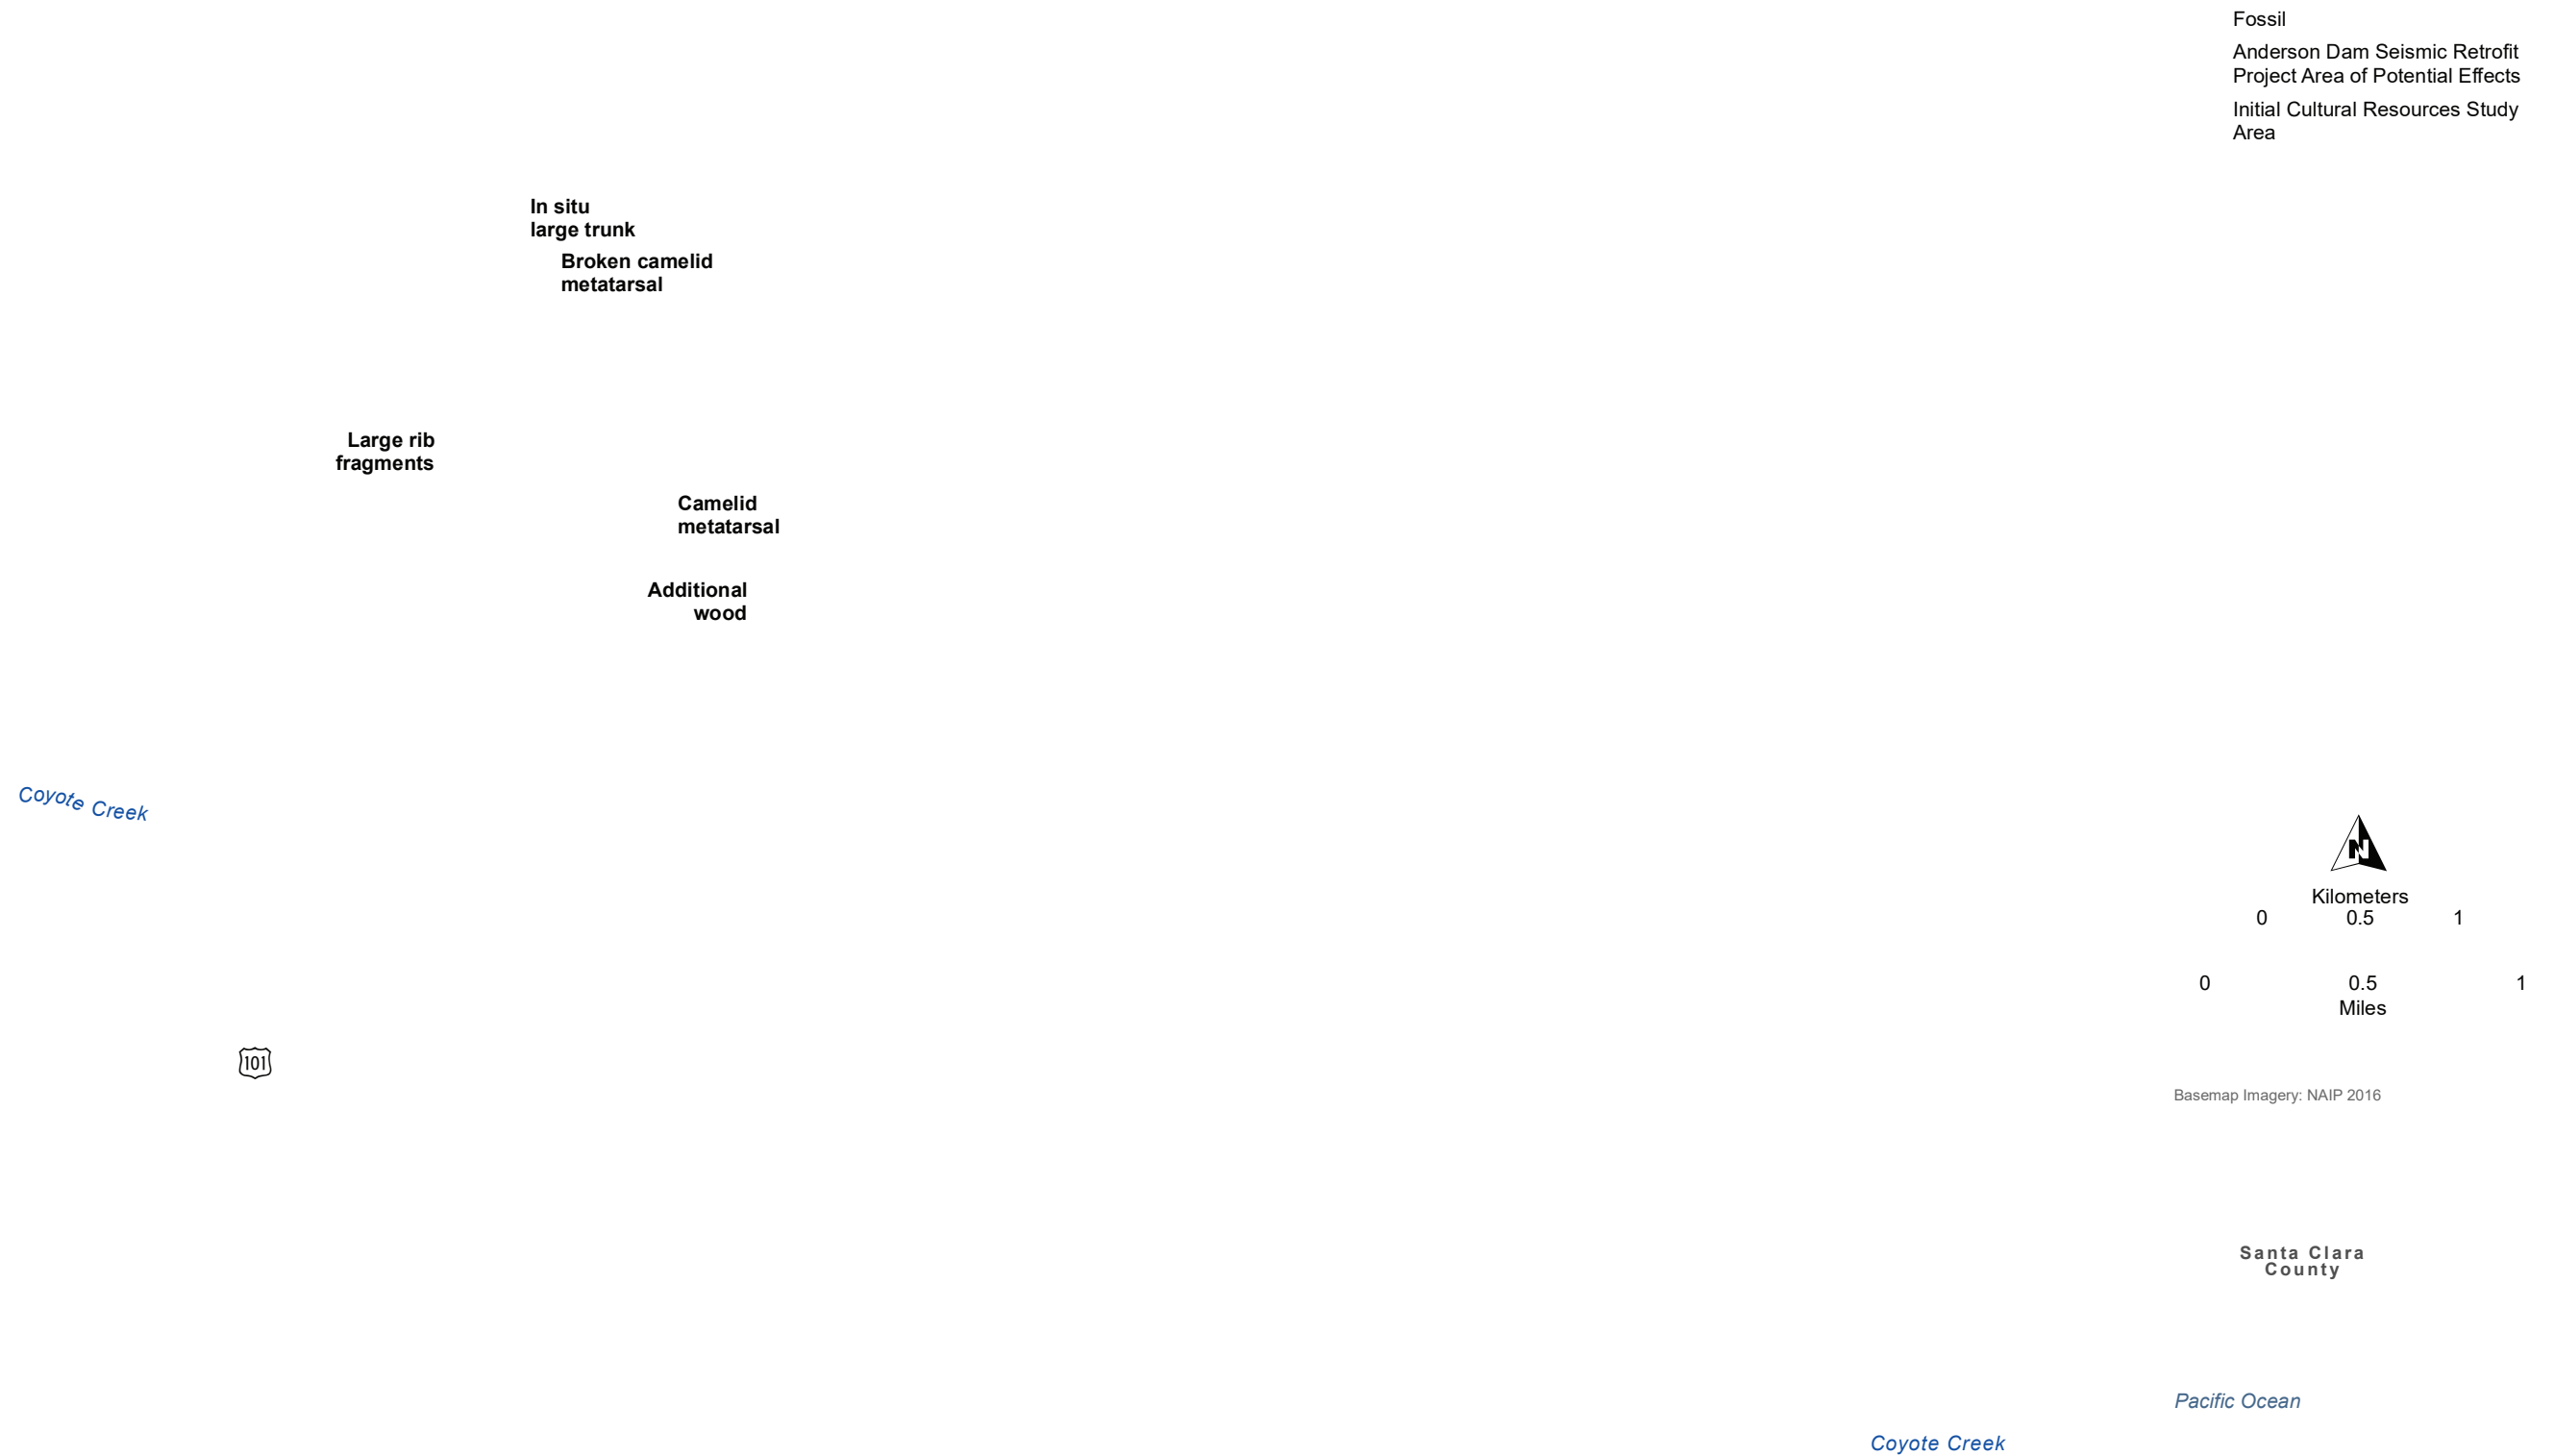 Fossil
Anderson Dam Seismic Retrofit
Project Area of Potential Effects
Initial Cultural Resources Study
Area
In situ
large trunk
Broken camelid
metatarsal
Large rib
fragments
Camelid
metatarsal
Additional
wood
Coyote Creek
N
Kilometers
0 0.5 1
0 0.5 1
Miles
101
Basemap Imagery: NAIP 2016
Santa Clara
County
Pacific Ocean
Coyote Creek